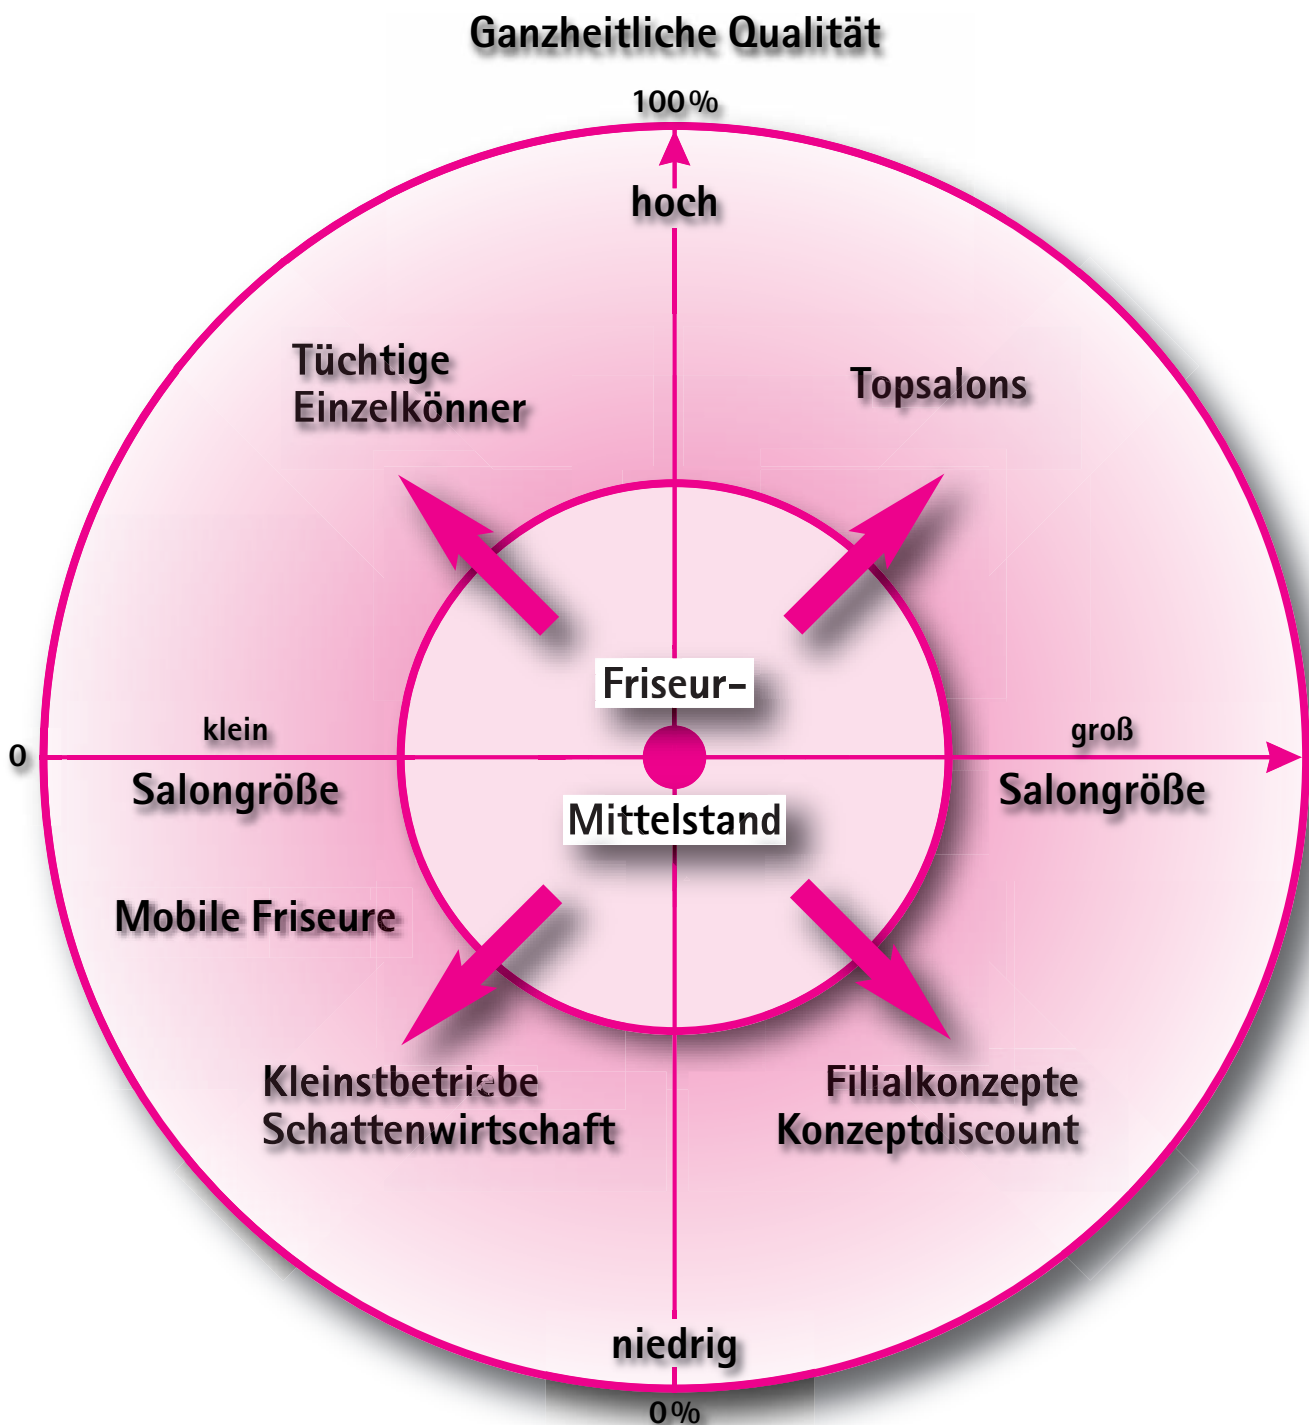 Ganzheitliche Qualität
100%
hoch
Tüchtige
Einzelkönner
Topsalons
Friseur-
klein
groß
0
Salongröße
Salongröße
Mittelstand
Mobile Friseure
Kleinstbetriebe
Schattenwirtschaft
Filialkonzepte
Konzeptdiscount
niedrig
0%